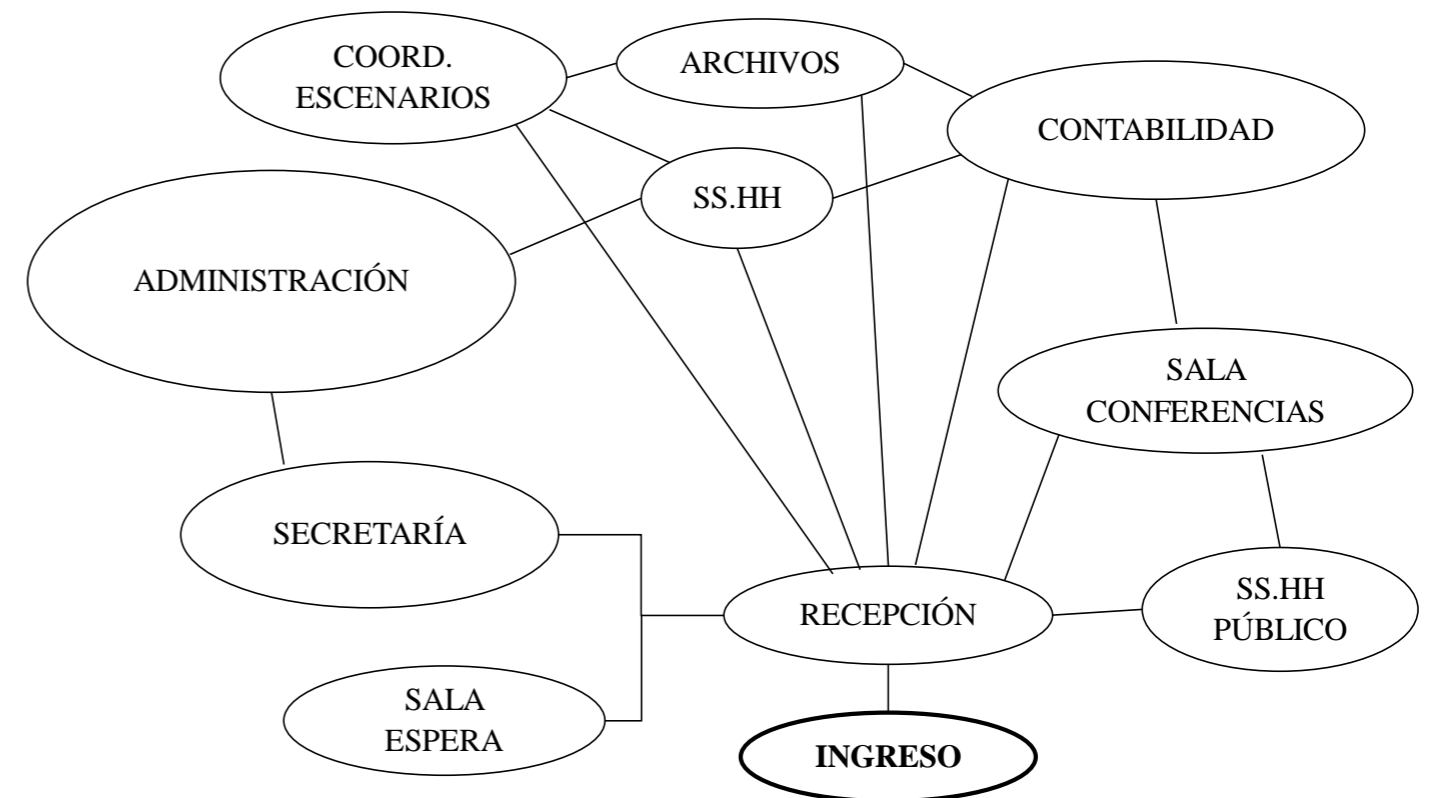 COORD.
ESCENARIOS
ARCHIVOS
CONTABILIDAD
SS.HH
ADMINISTRACIÓN
SALA
CONFERENCIAS
SECRETARÍA
RECEPCIÓN
SS.HH
PÚBLICO
SALA
ESPERA
INGRESO